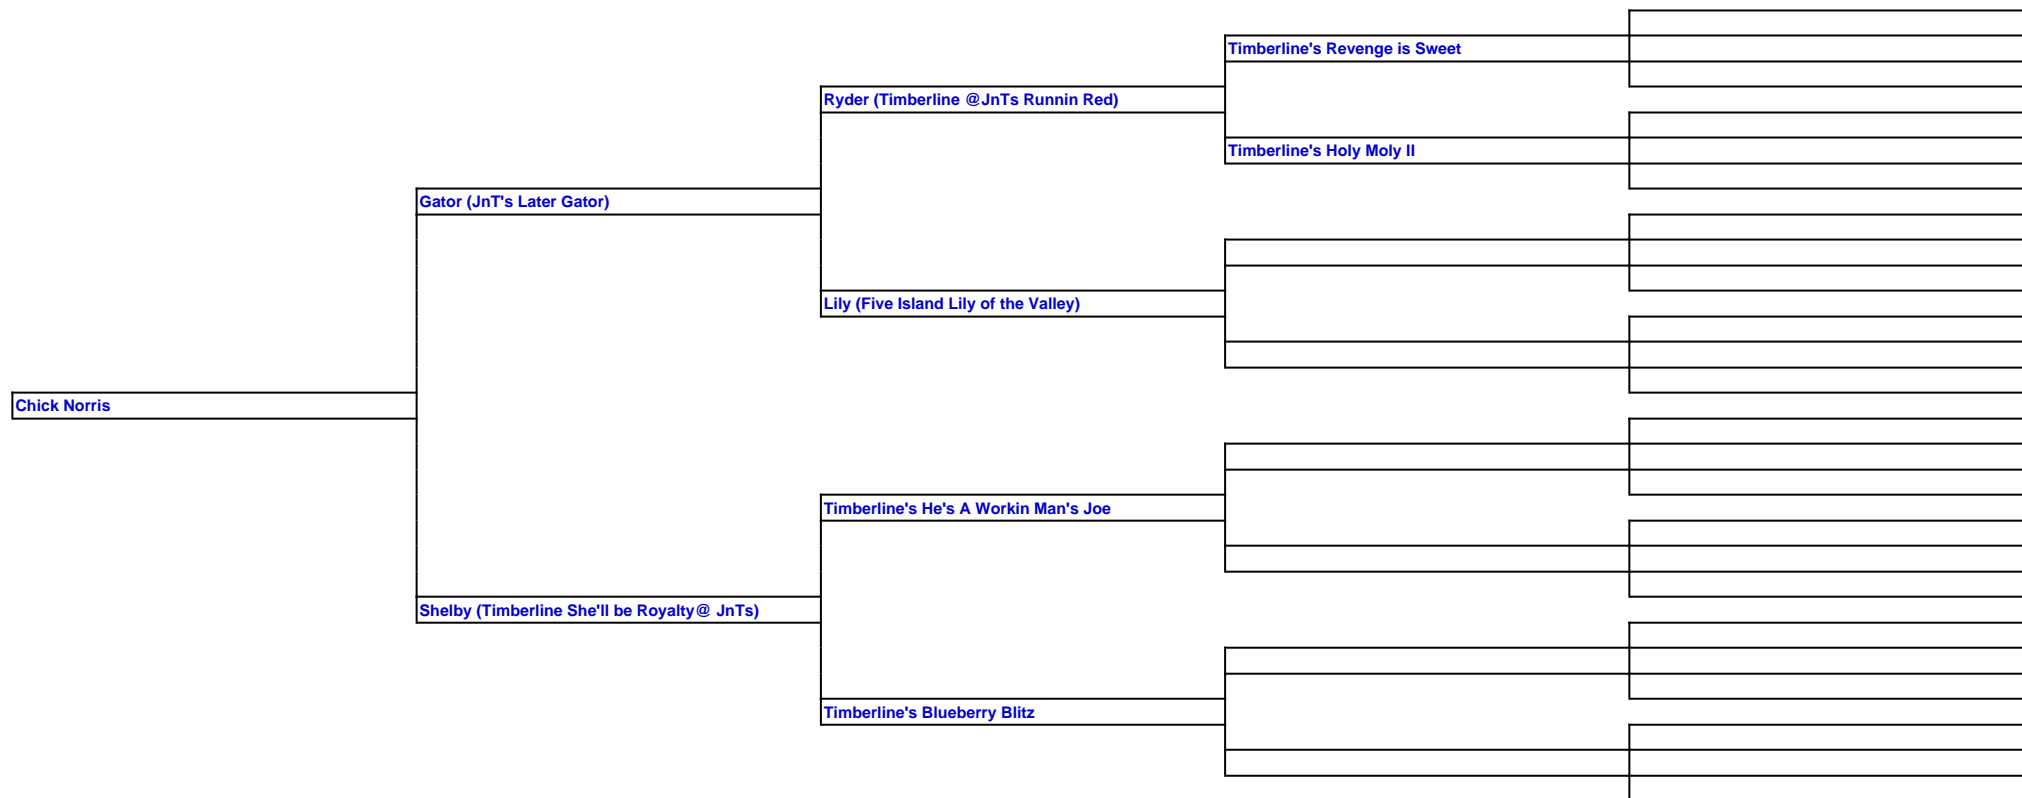 Timberline's Revenge is Sweet
Ryder (Timberline @JnTs Runnin Red)
Timberline's Holy Moly II
Gator (JnT's Later Gator)
Lily (Five Island Lily of the Valley)
Chick Norris
Timberline's He's A Workin Man's Joe
Shelby (Timberline She'll be Royalty@ JnTs)
Timberline's Blueberry Blitz